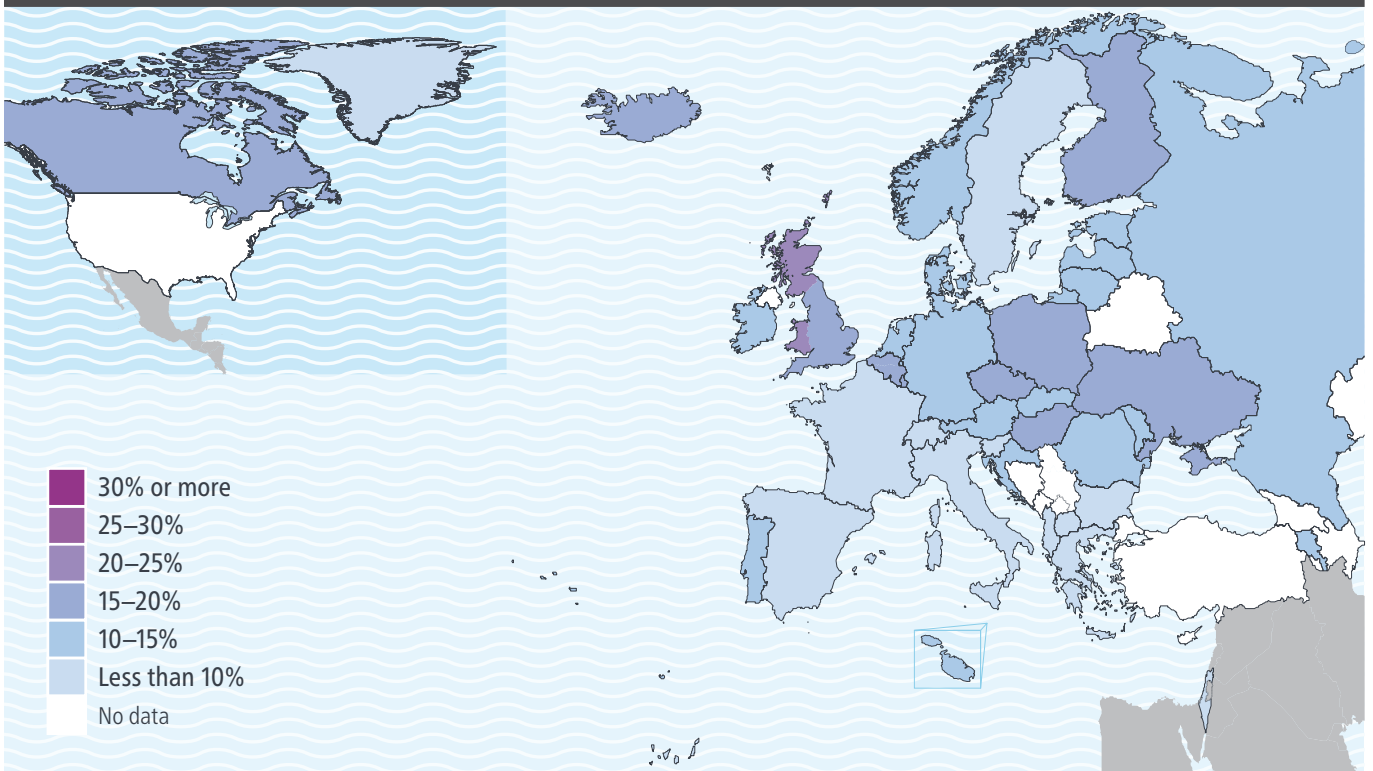 30% or more
25–30%
20–25%
15–20%
10–15%
Less than 10%
No data